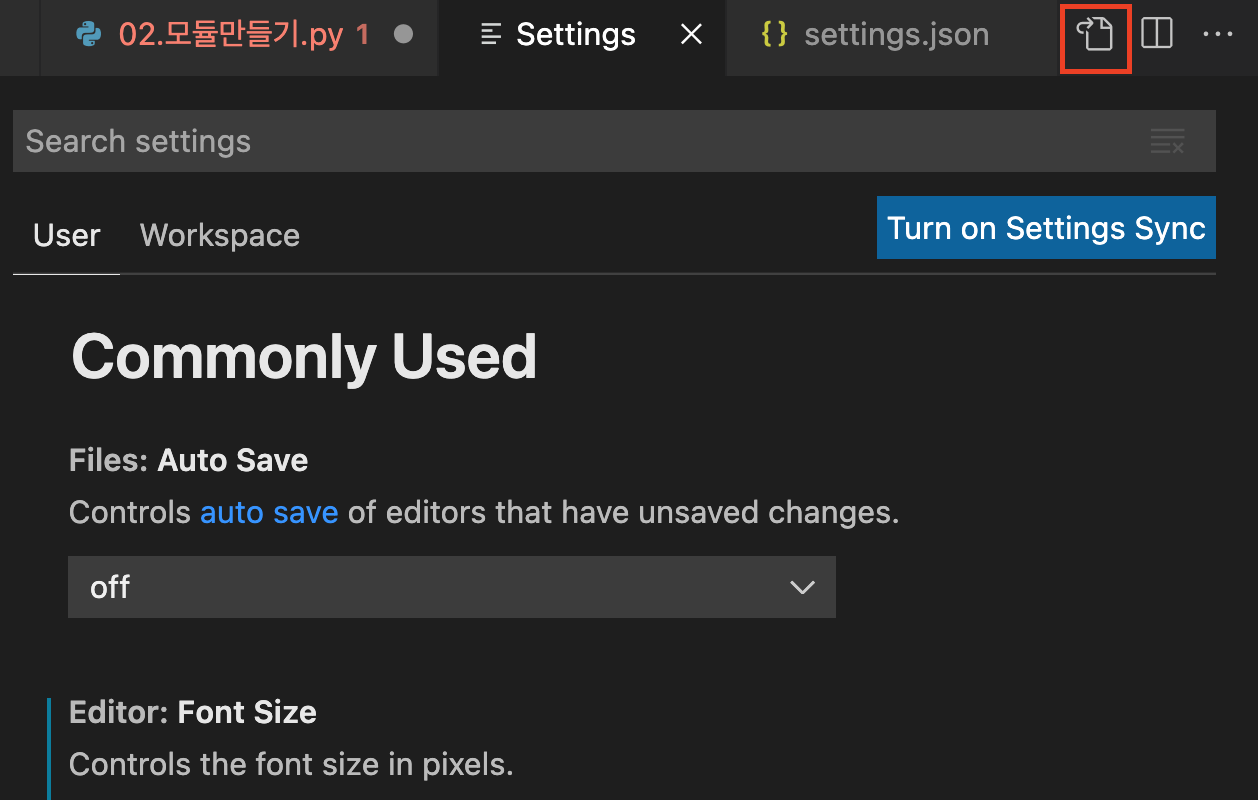 02.모듈만들기.py 1 Settings settings.json
Search settings
User Workspace Turn on Settings Sync
Commonly Used
Files: Auto Save
Controls auto save of editors that have unsaved changes.
off
Editor: Font Size
Controls the font size in pixels.